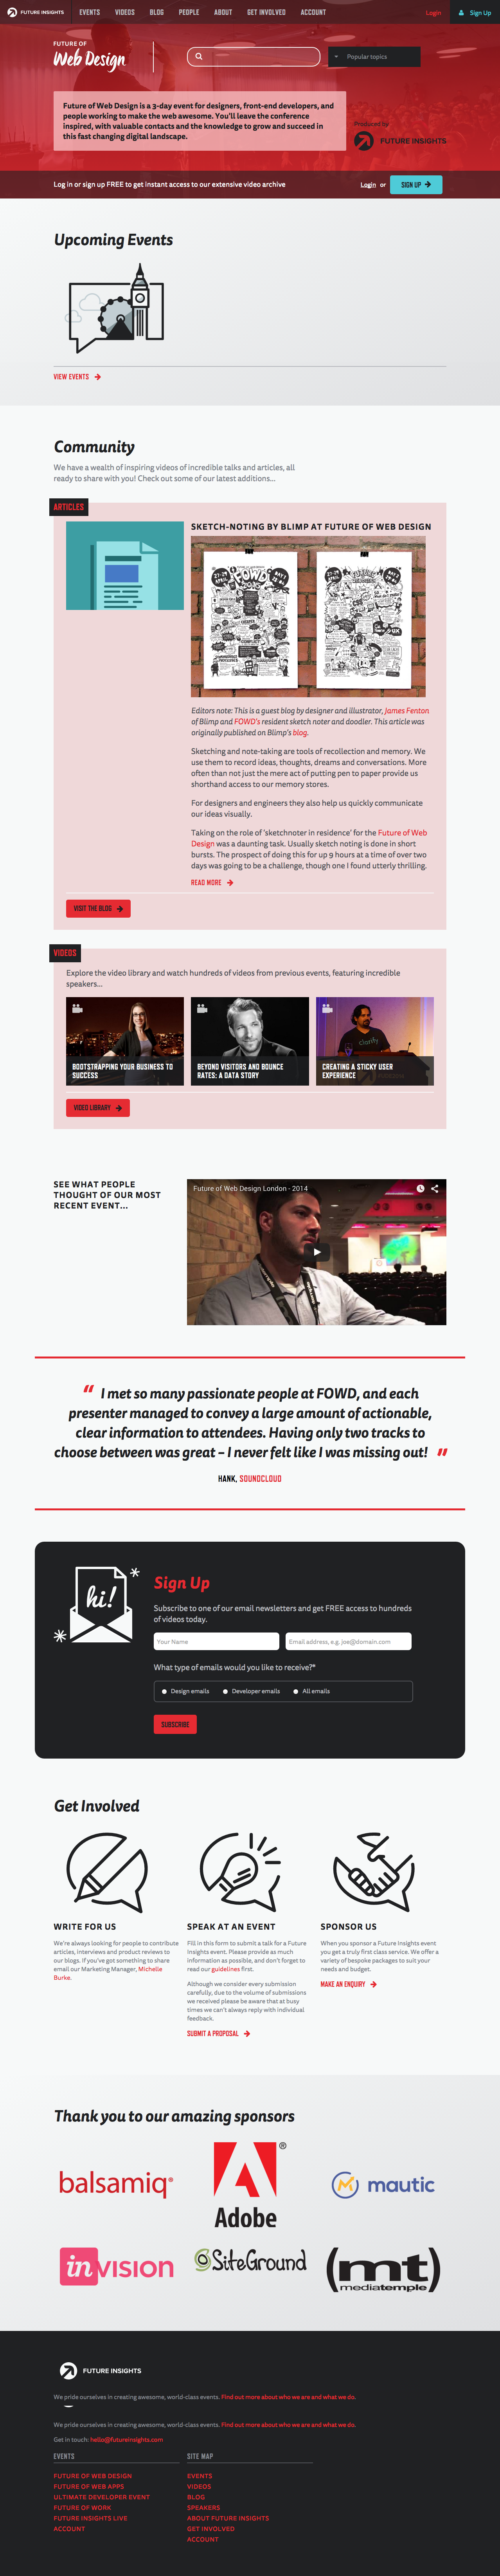 FUTURE INSIGHTS
EVENTS VIDEOS BLOG PEOPLE ABOUT GET INVOLVED ACCOUNT
Login Sign Up
FUTURE OF
Web Design
Popular topics
Future of Web Design is a 3-day event for designers, front-end developers, and
people working to make the web awesome. You'll leave the conference
inspired, with valuable contacts and the knowledge to grow and succeed in
this fast changing digital landscape.
Produced by
FUTURE INSIGHTS
Log in or sign up FREE to get instant access to our extensive video archive
Login or SIGN UP
Upcoming Events
VIEW EVENTS
Community
We have a wealth of inspiring videos of incredible talks and articles, all
ready to share with you! Check out some of our latest additions...
ARTICLES
SKETCH-NOTING BY BLIMP AT FUTURE OF WEB DESIGN
Editors note: This is a guest blog by designer and illustrator, James Fenton
of Blimp and FOWD's resident sketch noter and doodler. This article was
originally published on Blimp's blog.
Sketching and note-taking are tools of recollection and memory. We
use them to record ideas, thoughts, dreams and conversations. More
often than not just the mere act of putting pen to paper provide us
shorthand access to our memory stores.
For designers and engineers they also help us quickly communicate
our ideas visually.
Taking on the role of 'sketchnoter in residence' for the Future of Web
Design was a daunting task. Usually sketch noting is done in short
bursts. The prospect of doing this for up 9 hours at a time of over two
days was going to be a challenge, though one I found utterly thrilling.
READ MORE
VISIT THE BLOG
VIDEOS
Explore the video library and watch hundreds of videos from previous events, featuring incredible
speakers...
BOOTSTRAPPING YOUR BUSINESS TO
SUCCESS
BEYOND VISITORS AND BOUNCE
RATES: A DATA STORY
clarify
CREATING A STICKY USER
EXPERIENCE
VIDEO LIBRARY
SEE WHAT PEOPLE
THOUGHT OF OUR MOST
RECENT EVENT...
Future of Web Design London - 2014
“ I met so many passionate people at FOWD, and each
presenter managed to convey a large amount of actionable,
clear information to attendees. Having only two tracks to
choose between was great – I never felt like I was missing out! ”
HANK, SOUNDCLOUD
hi!
Sign Up
Subscribe to one of our email newsletters and get FREE access to hundreds
of videos today.
Your Name
Email address, e.g. joe@domain.com
What type of emails would you like to receive?*
Design emails Developer emails All emails
SUBSCRIBE
Get Involved
WRITE FOR US
We're always looking for people to contribute
articles, interviews and product reviews to
our blogs. If you've got something to share
email our Marketing Manager, Michelle
Burke.
SPEAK AT AN EVENT
Fill in this form to submit a talk for a Future
Insights event. Please provide as much
information as possible, and don't forget to
read our guidelines first.
Although we consider every submission
carefully, due to the volume of submissions
we received please be aware that at busy
times we can't always reply with individual
feedback.
SUBMIT A PROPOSAL
SPONSOR US
When you sponsor a Future Insights event
you get a truly first class service. We offer a
variety of bespoke packages to suit your
needs and budget.
MAKE AN ENQUIRY
Thank you to our amazing sponsors
balsamiq®
Adobe ®
mautic
inVISION
SiteGround
(mt)
mediatemple
FUTURE INSIGHTS
We pride ourselves in creating awesome, world-class events. Find out more about who we are and what we do.
We pride ourselves in creating awesome, world-class events. Find out more about who we are and what we do.
Get in touch: hello@futureinsights.com
EVENTS
FUTURE OF WEB DESIGN
FUTURE OF WEB APPS
ULTIMATE DEVELOPER EVENT
FUTURE OF WORK
FUTURE INSIGHTS LIVE
ACCOUNT
SITE MAP
EVENTS
VIDEOS
BLOG
SPEAKERS
ABOUT FUTURE INSIGHTS
GET INVOLVED
ACCOUNT